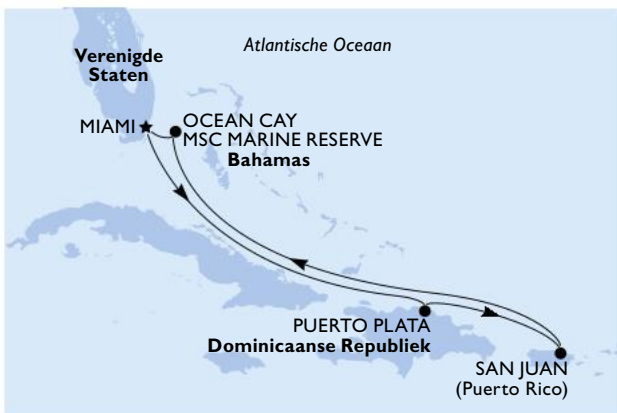 Atlantische Oceaan
Verenigde
Staten
MIAMI
OCEAN CAY
MSC MARINE RESERVE
Bahamas
PUERTO PLATA
Dominicaanse Republiek
SAN JUAN
(Puerto Rico)